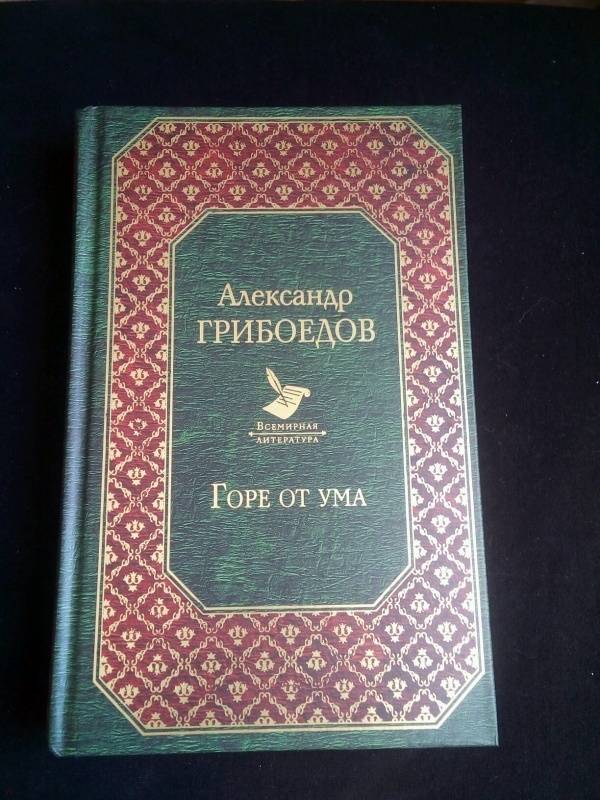 Александр
ГРИБОЕДОВ
Всемирная
литература
Горе от ума